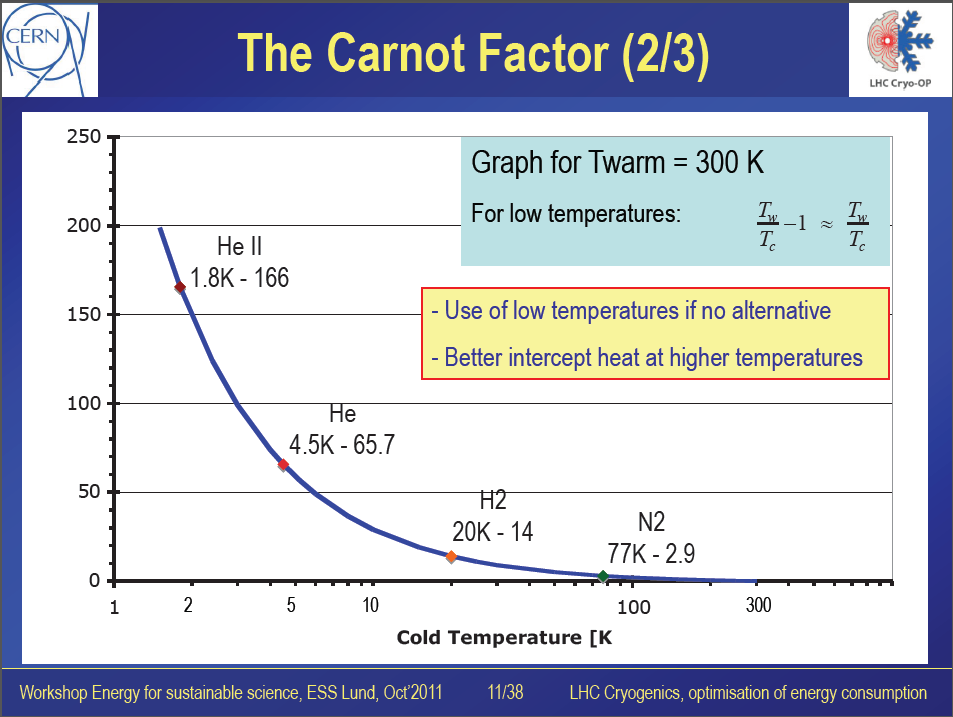 CERN
The Carnot Factor (2/3)
LHC Cryo-OP
250
200
150
100
50
0
Graph for Twarm = 300 K
For low temperatures:
T_w/T_c −1 ≈ T_w/T_c
He II
1.8K - 166
- Use of low temperatures if no alternative
- Better intercept heat at higher temperatures
He
4.5K - 65.7
H2
20K - 14
N2
77K - 2.9
1 2 5 10 100 300
Cold Temperature [K
Workshop Energy for sustainable science, ESS Lund, Oct'2011 11/38 LHC Cryogenics, optimisation of energy consumption